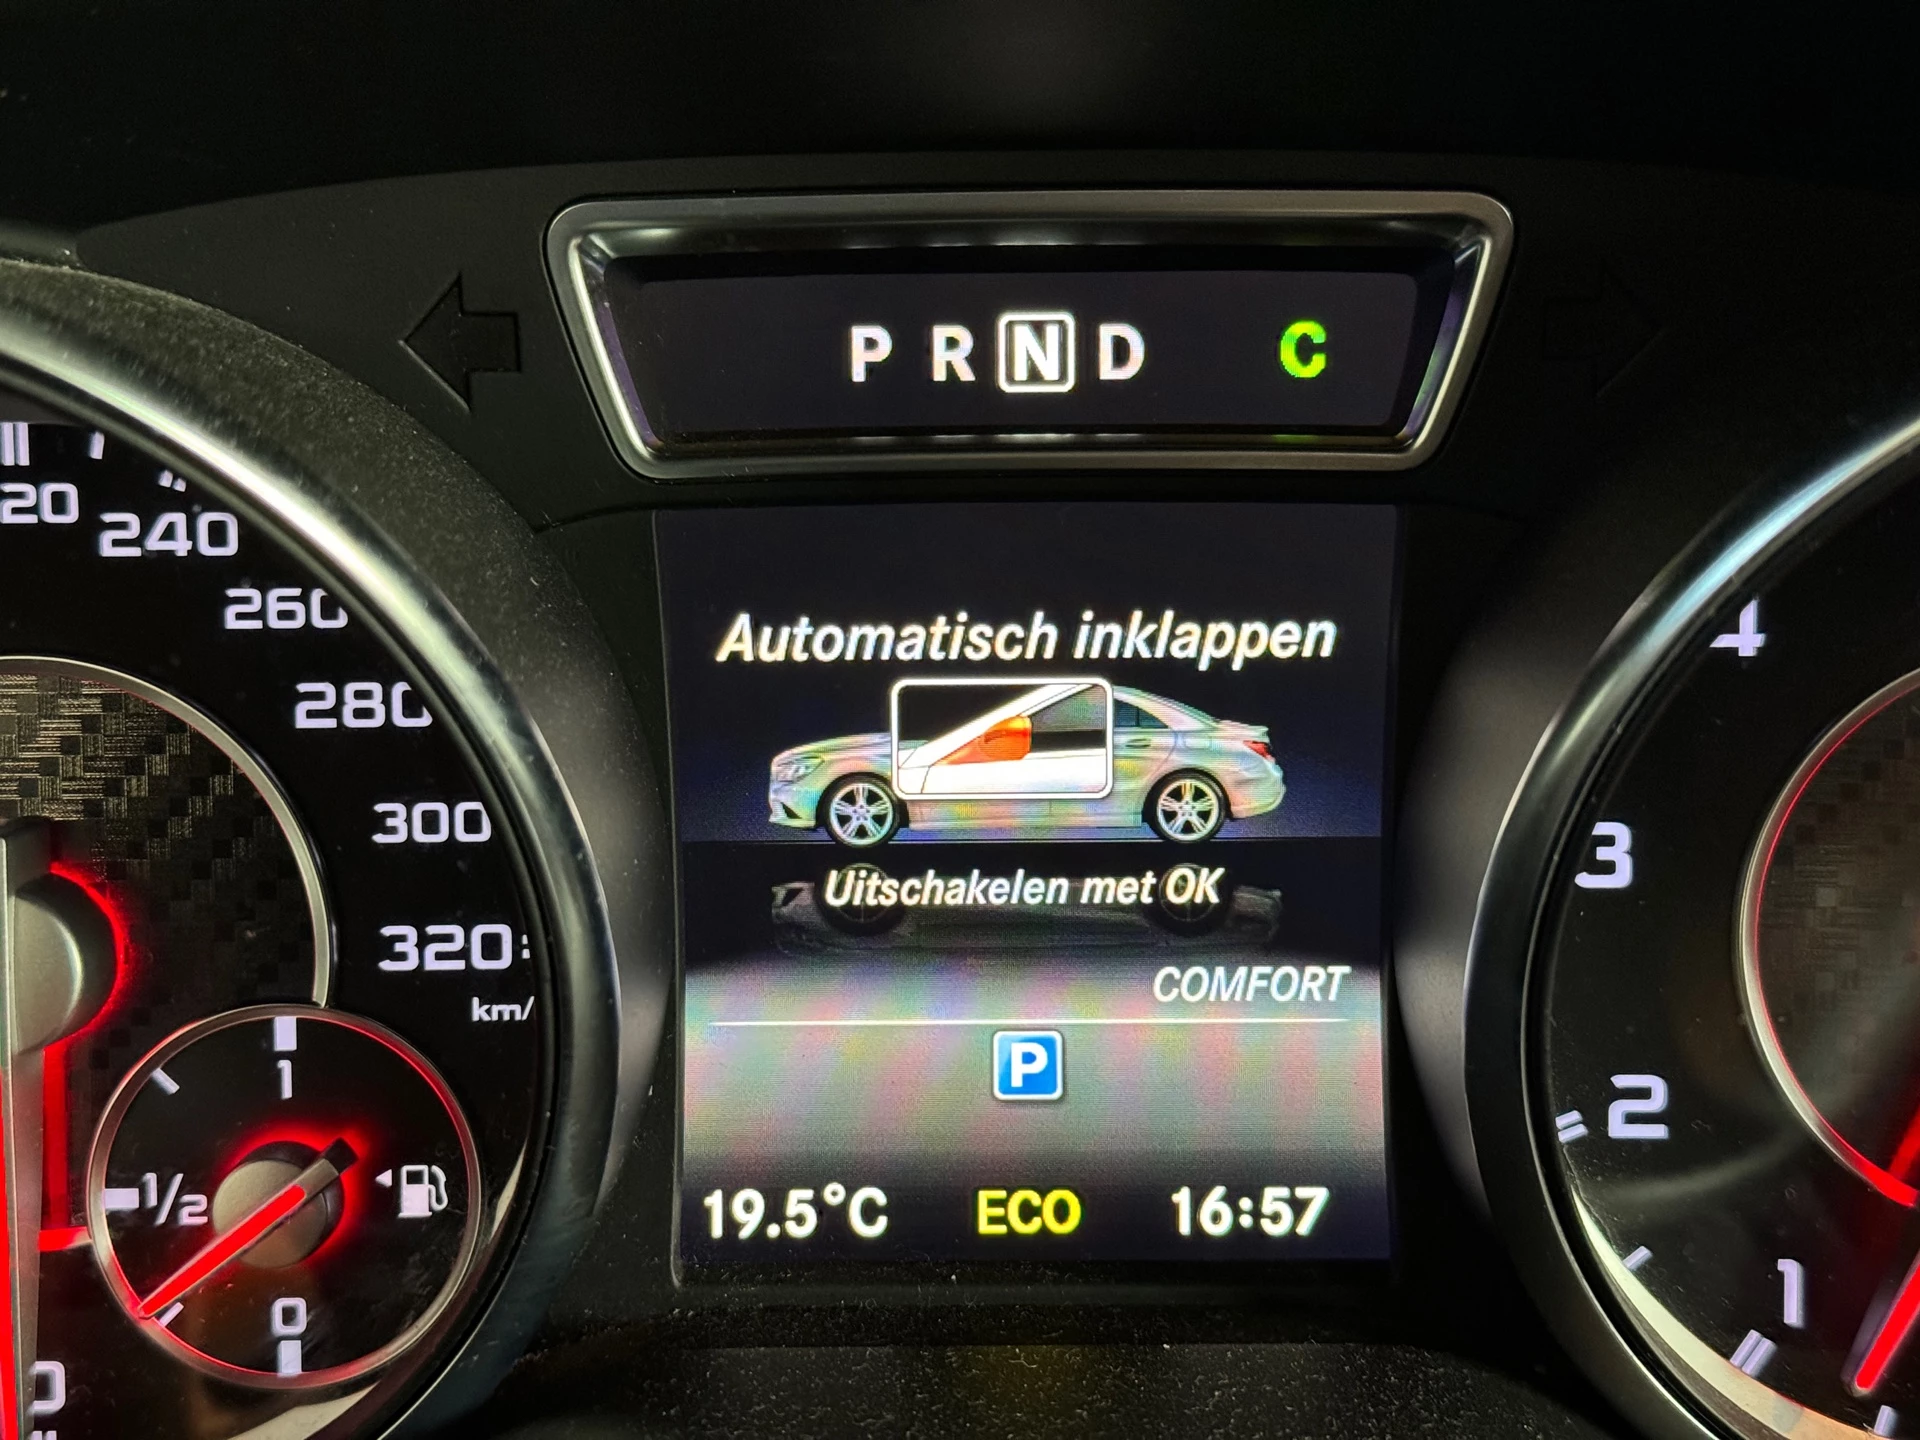 P R N D C
240
260
280
300
320
km/
1
1/2
0
Automatisch inklappen
Uitschakelen met OK
COMFORT
P
19.5°C ECO 16:57
4
3
2
1